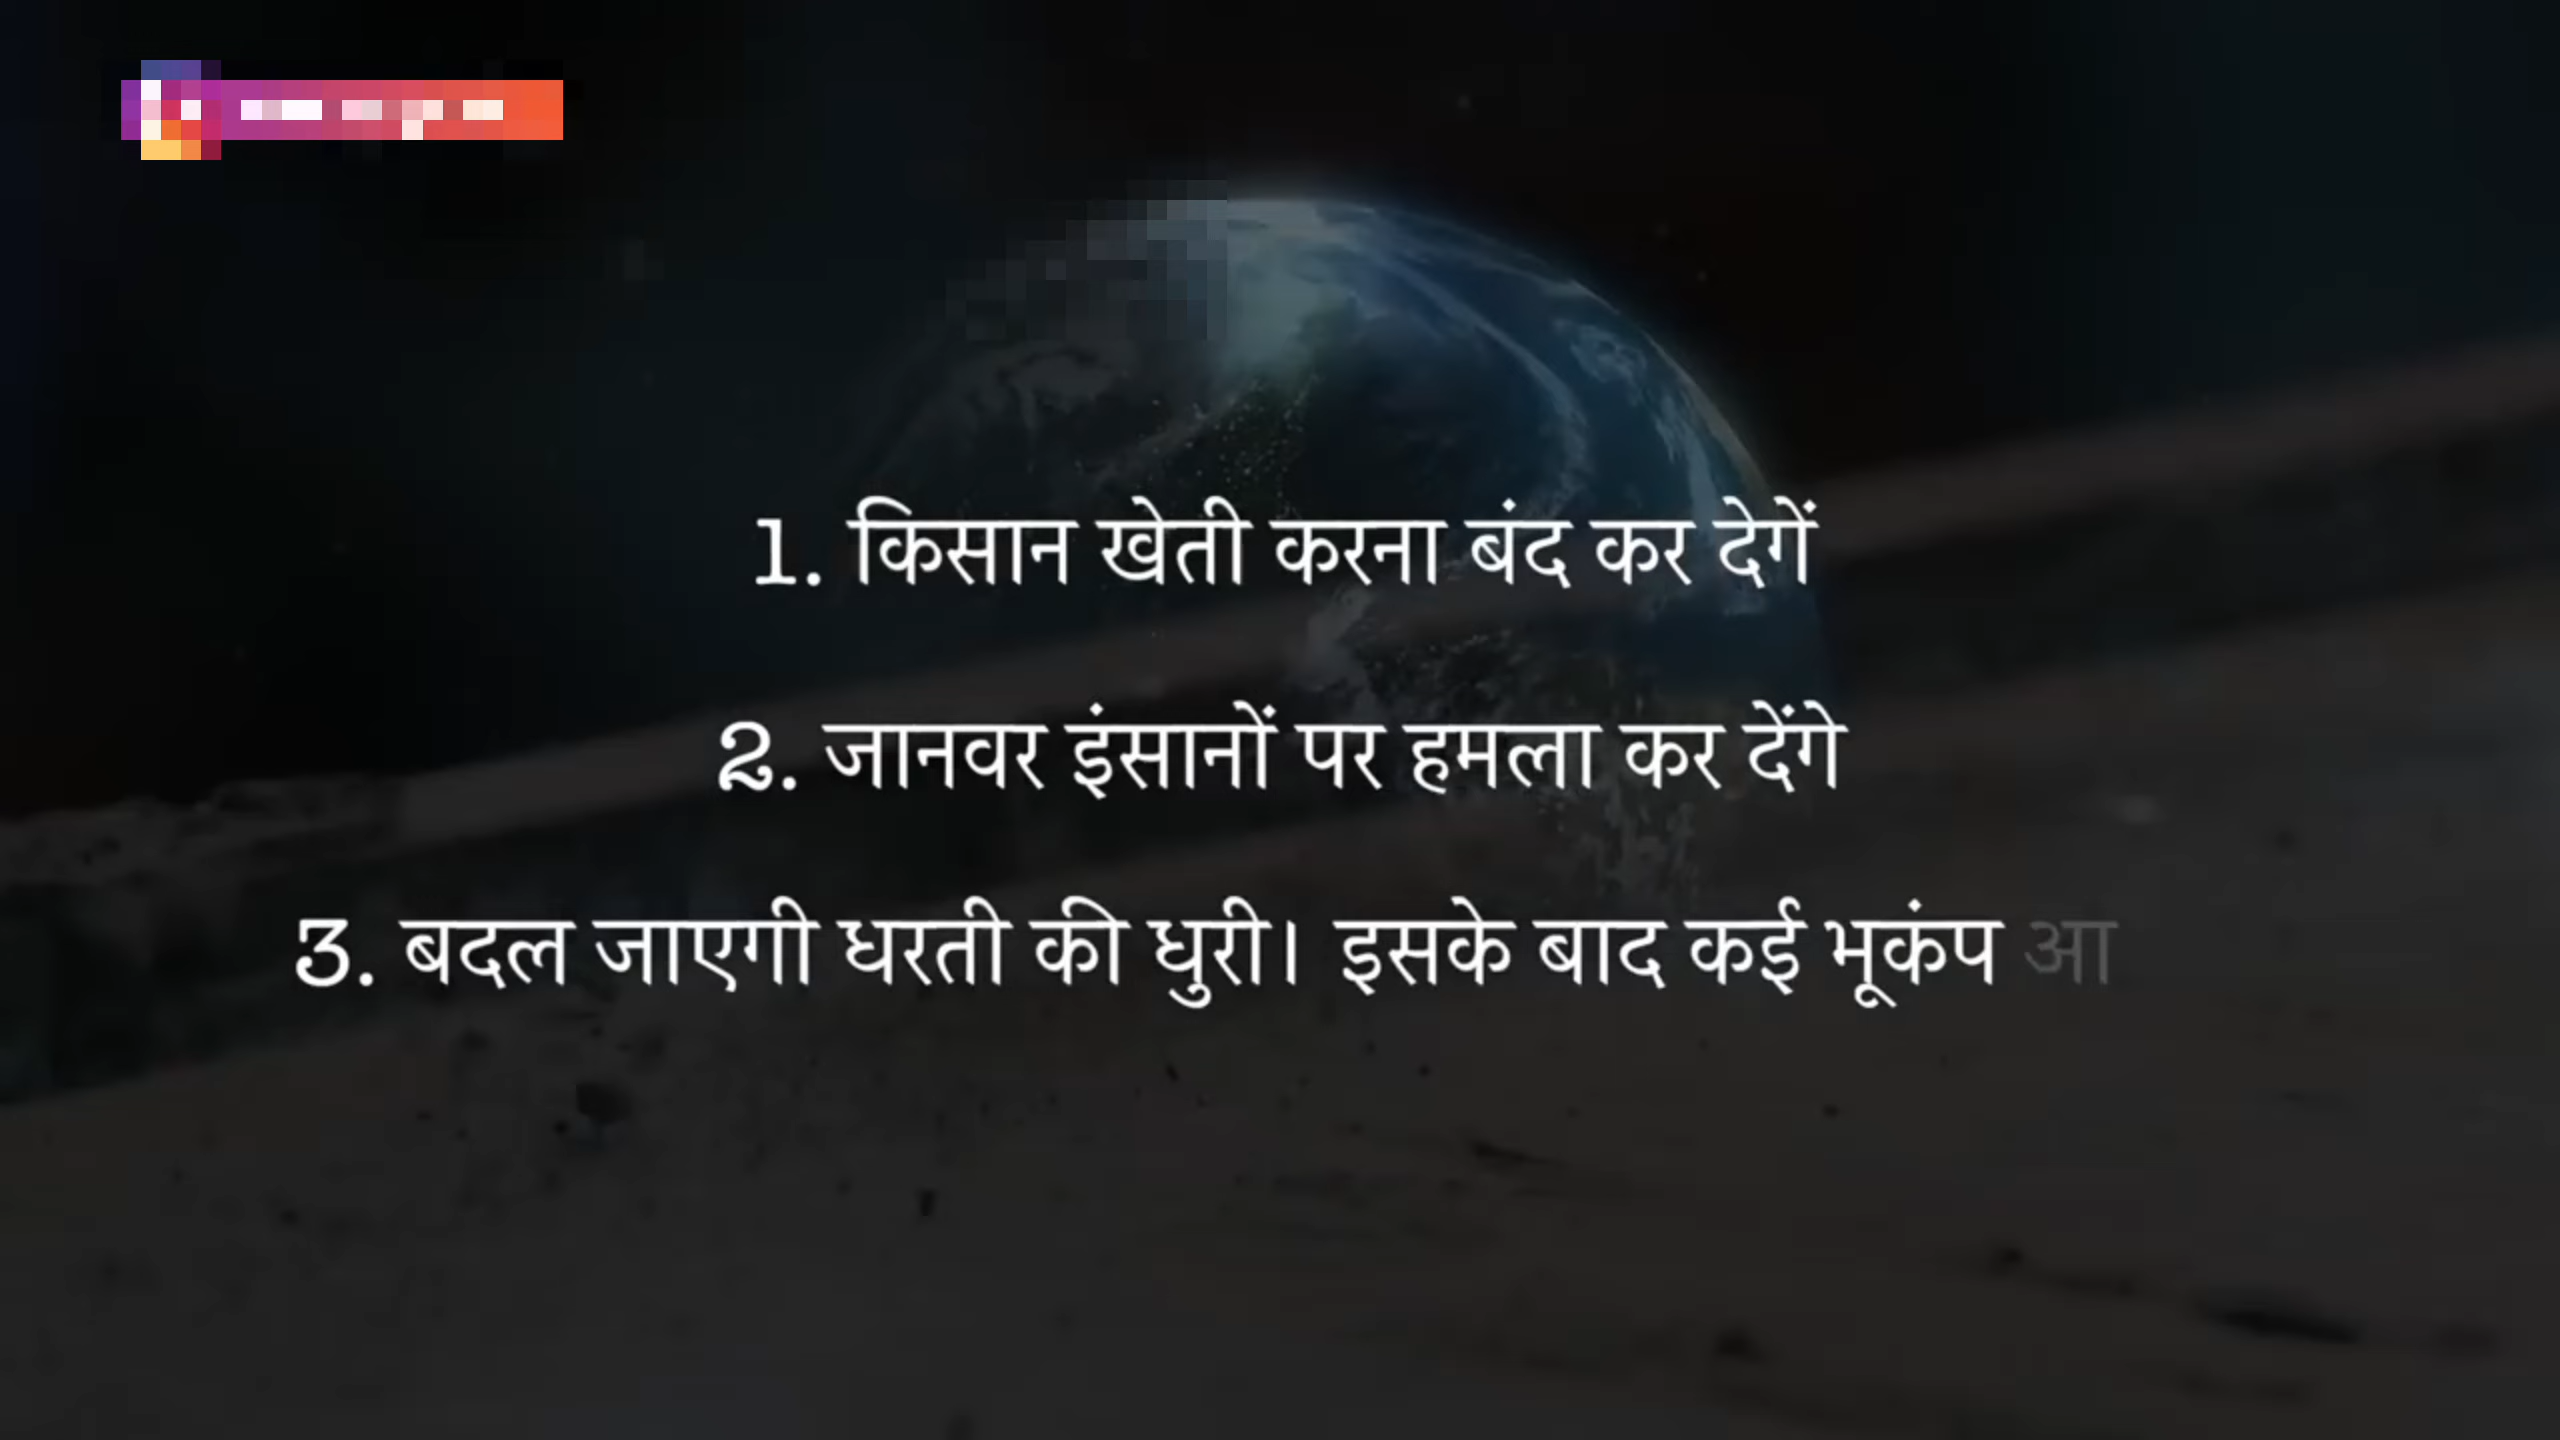 1. किसान खेती करना बंद कर देगें
2. जानवर इंसानों पर हमला कर देंगे
3. बदल जाएगी धरती की धुरी। इसके बाद कई भूकंप आ